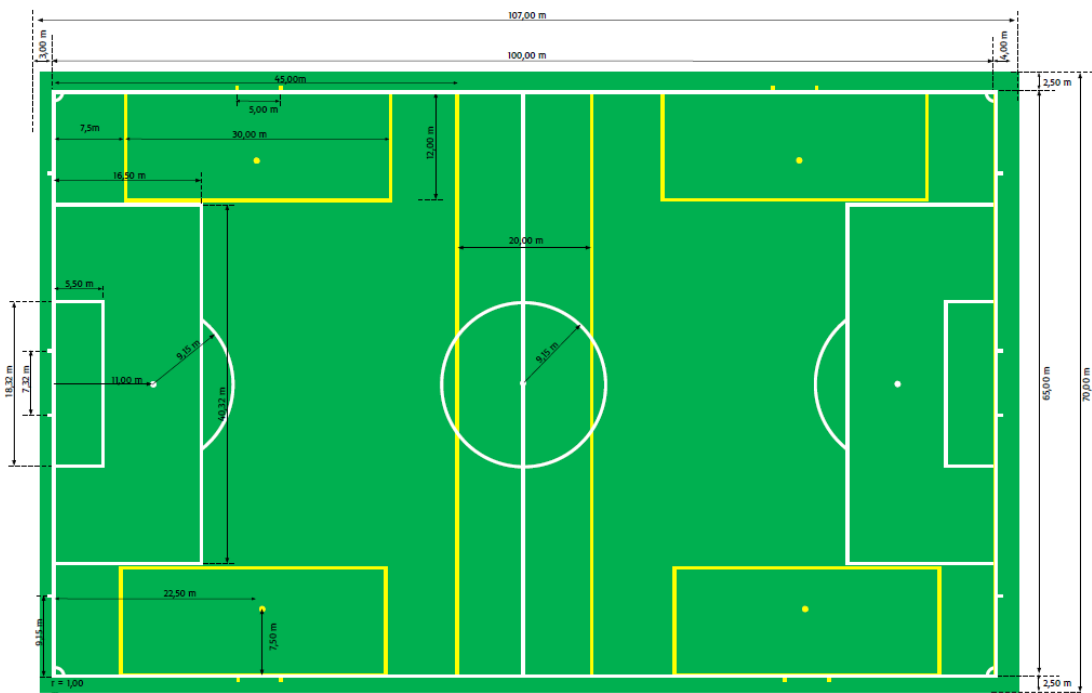 107,00 m
3,00 m
100,00 m
4,00 m
45,00m
2,50 m
5,00 m
7,5m
30,00 m
12,00 m
16,50 m
20,00 m
5,50 m
9,15 m
9,15 m
11,00 m
18,32 m
7,32 m
40,32 m
65,00 m
70,00 m
22,50 m
9,15 m
7,50 m
r = 1,00
2,50 m